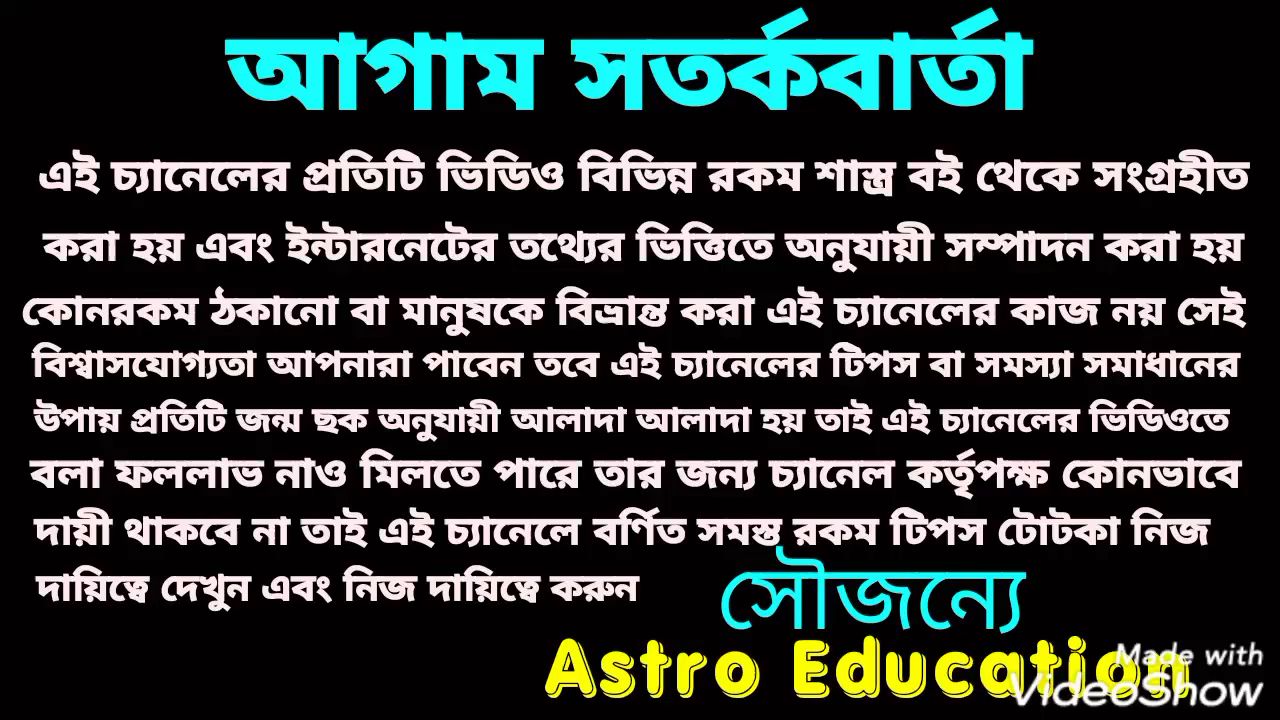 আগাম সতর্কবার্তা
এই চ্যানেলের প্রতিটি ভিডিও বিভিন্ন রকম শাস্ত্র বই থেকে সংগ্রহীত
করা হয় এবং ইন্টারনেটের তথ্যের ভিত্তিতে অনুযায়ী সম্পাদন করা হয়
কোনরকম ঠকানো বা মানুষকে বিভ্রান্ত করা এই চ্যানেলের কাজ নয় সেই
বিশ্বাসযোগ্যতা আপনারা পাবেন তবে এই চ্যানেলের টিপস বা সমস্যা সমাধানের
উপায় প্রতিটি জন্ম ছক অনুযায়ী আলাদা আলাদা হয় তাই এই চ্যানেলের ভিডিওতে
বলা ফললাভ নাও মিলতে পারে তার জন্য চ্যানেল কর্তৃপক্ষ কোনভাবে
দায়ী থাকবে না তাই এই চ্যানেলে বর্ণিত সমস্ত রকম টিপস টোটকা নিজ
দায়িত্বে দেখুন এবং নিজ দায়িত্বে করুন
সৌজন্যে
Astro Education
Made with
VideoShow